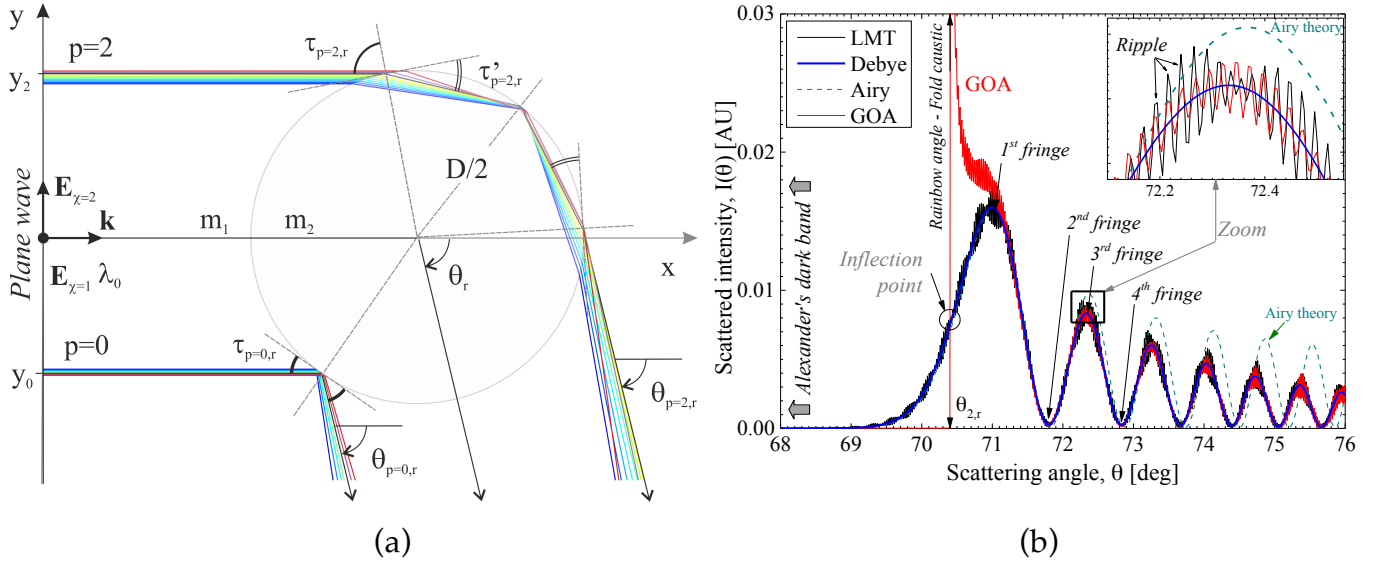 y
p=2
τp=2,r
τ'p=2,r
y2
D/2
Eχ=2
k
m1
m2
x
Plane wave
Eχ=1 λ0
θr
p=0
τp=0,r
y0
θp=2,r
θp=0,r
(a)
0.03
0.02
0.01
0.00
Scattered intensity, I(θ) [AU]
LMT
Debye
Airy
GOA
GOA
Rainbow angle - Fold caustic
Alexander's dark band
Inflection
point
θ2,r
1st fringe
2nd fringe
3rd fringe
4th fringe
Zoom
Airy theory
Ripple
Airy theory
72.2
72.4
68 69 70 71 72 73 74 75 76
Scattering angle, θ [deg]
(b)